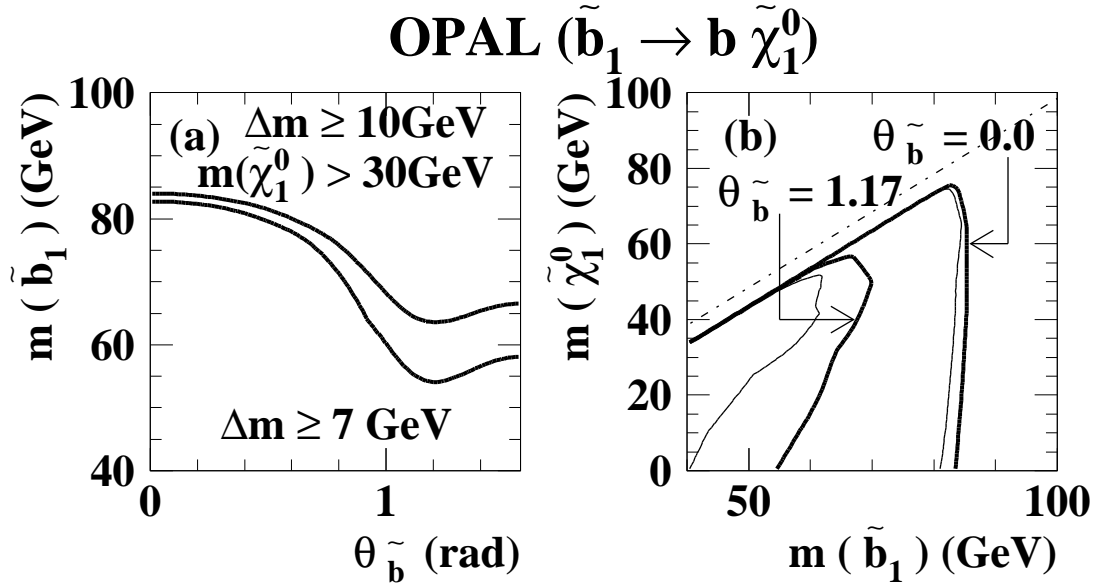 OPAL (b̃₁ → b χ̃₁⁰)
(a) Δm ≥ 10GeV
m(χ̃₁⁰) > 30GeV
Δm ≥ 7 GeV
m ( b̃₁ ) (GeV)
100
80
60
40
0 1
θ b̃ (rad)
(b) θ b̃ = 0.0
θ b̃ = 1.17
m ( χ̃₁⁰ ) (GeV)
100
80
60
40
20
0
50 100
m ( b̃₁ ) (GeV)